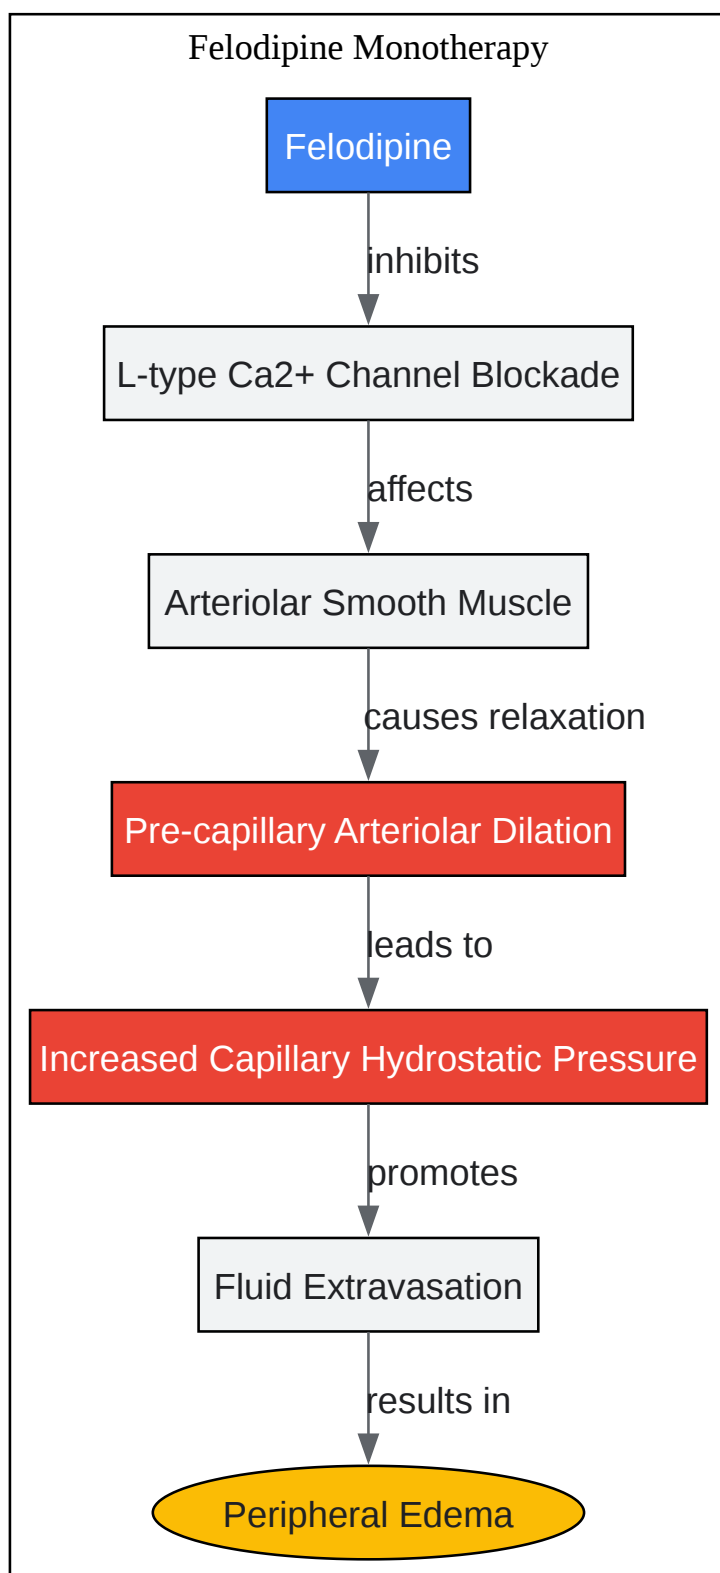 Felodipine Monotherapy
Felodipine
inhibits
L-type Ca2+ Channel Blockade
affects
Arteriolar Smooth Muscle
causes relaxation
Pre-capillary Arteriolar Dilation
leads to
Increased Capillary Hydrostatic Pressure
promotes
Fluid Extravasation
results in
Peripheral Edema